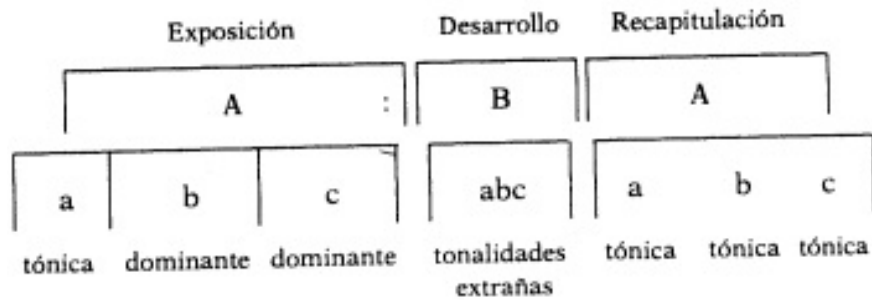 Exposición Desarrollo Recapitulación
A : B A
a b c abc a b c
tónica dominante dominante tonalidades extrañas tónica tónica tónica